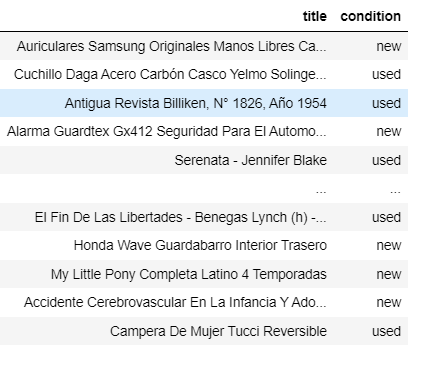 title condition
Auriculares Samsung Originales Manos Libres Ca... new
Cuchillo Daga Acero Carbón Casco Yelmo Solinge... used
Antigua Revista Billiken, N° 1826, Año 1954 used
Alarma Guardtex Gx412 Seguridad Para El Automo... new
Serenata - Jennifer Blake used
... ...
El Fin De Las Libertades - Benegas Lynch (h) -... used
Honda Wave Guardabarro Interior Trasero new
My Little Pony Completa Latino 4 Temporadas new
Accidente Cerebrovascular En La Infancia Y Ado... new
Campera De Mujer Tucci Reversible used